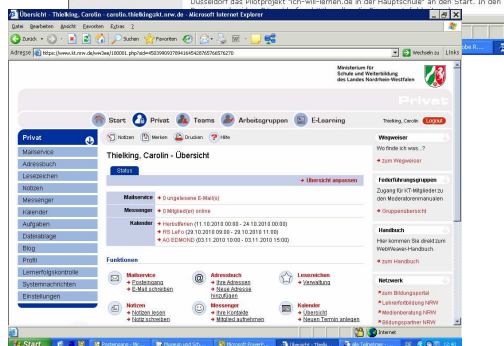 Düsseldorf das Pilotprojekt "ich-will-lernen.de in der Hauptschule" an den Start. In den
Übersicht - Thielking, Carolin - carolin.thielking@kt.nrw.de - Microsoft Internet Explorer
Datei Bearbeiten Ansicht Favoriten Extras ?
Zurück Suchen Favoriten
Adresse Wechseln zu Links
Ministerium für
Schule und Weiterbildung
des Landes Nordrhein-Westfalen
Privat
Start Privat Teams Arbeitsgruppen E-Learning Thielking, Carolin Logout
Privat
Mailservice
Adressbuch
Lesezeichen
Notizen
Messenger
Kalender
Aufgaben
Dateiablage
Blog
Profil
Lernerfolgskontrolle
Systemnachrichten
Einstellungen
Notizen Merken Drucken Hilfe
Thielking, Carolin - Übersicht
Status
Übersicht anpassen
Mailservice 0 ungelesene E-Mail(s)
Messenger 0 Mitglied(er) online
Kalender Herbstferien (11.10.2010 00:00 - 24.10.2010 00:00)
RS LeFo (29.10.2010 09:00 - 29.10.2010 11:00)
AG EDMOND (03.11.2010 10:00 - 03.11.2010 15:00)
Funktionen
Mailservice
Posteingang
E-Mail schreiben
Adressbuch
Ihre Adressen
Neue Adresse
hinzufügen
Lesezeichen
Verwaltung
Notizen
Notizen lesen
Notiz schreiben
Messenger
Ihre Kontakte
Mitglied aufnehmen
Kalender
Übersicht
Neuen Termin anlegen
Wegweiser
Wo finde ich was...?
zum Wegweiser
Federführungsgruppen
Zugang für KT-Mitglieder zu
den Moderatorenmanualen
Gruppenübersicht
Handbuch
Hier kommen Sie direkt zum
WebWeaver-Handbuch.
zum Handbuch
Netzwerk
zum Bildungsportal
Lehrerfortbildung NRW
Medienberatung NRW
Bildungspartner NRW
Internet
Start
12:43